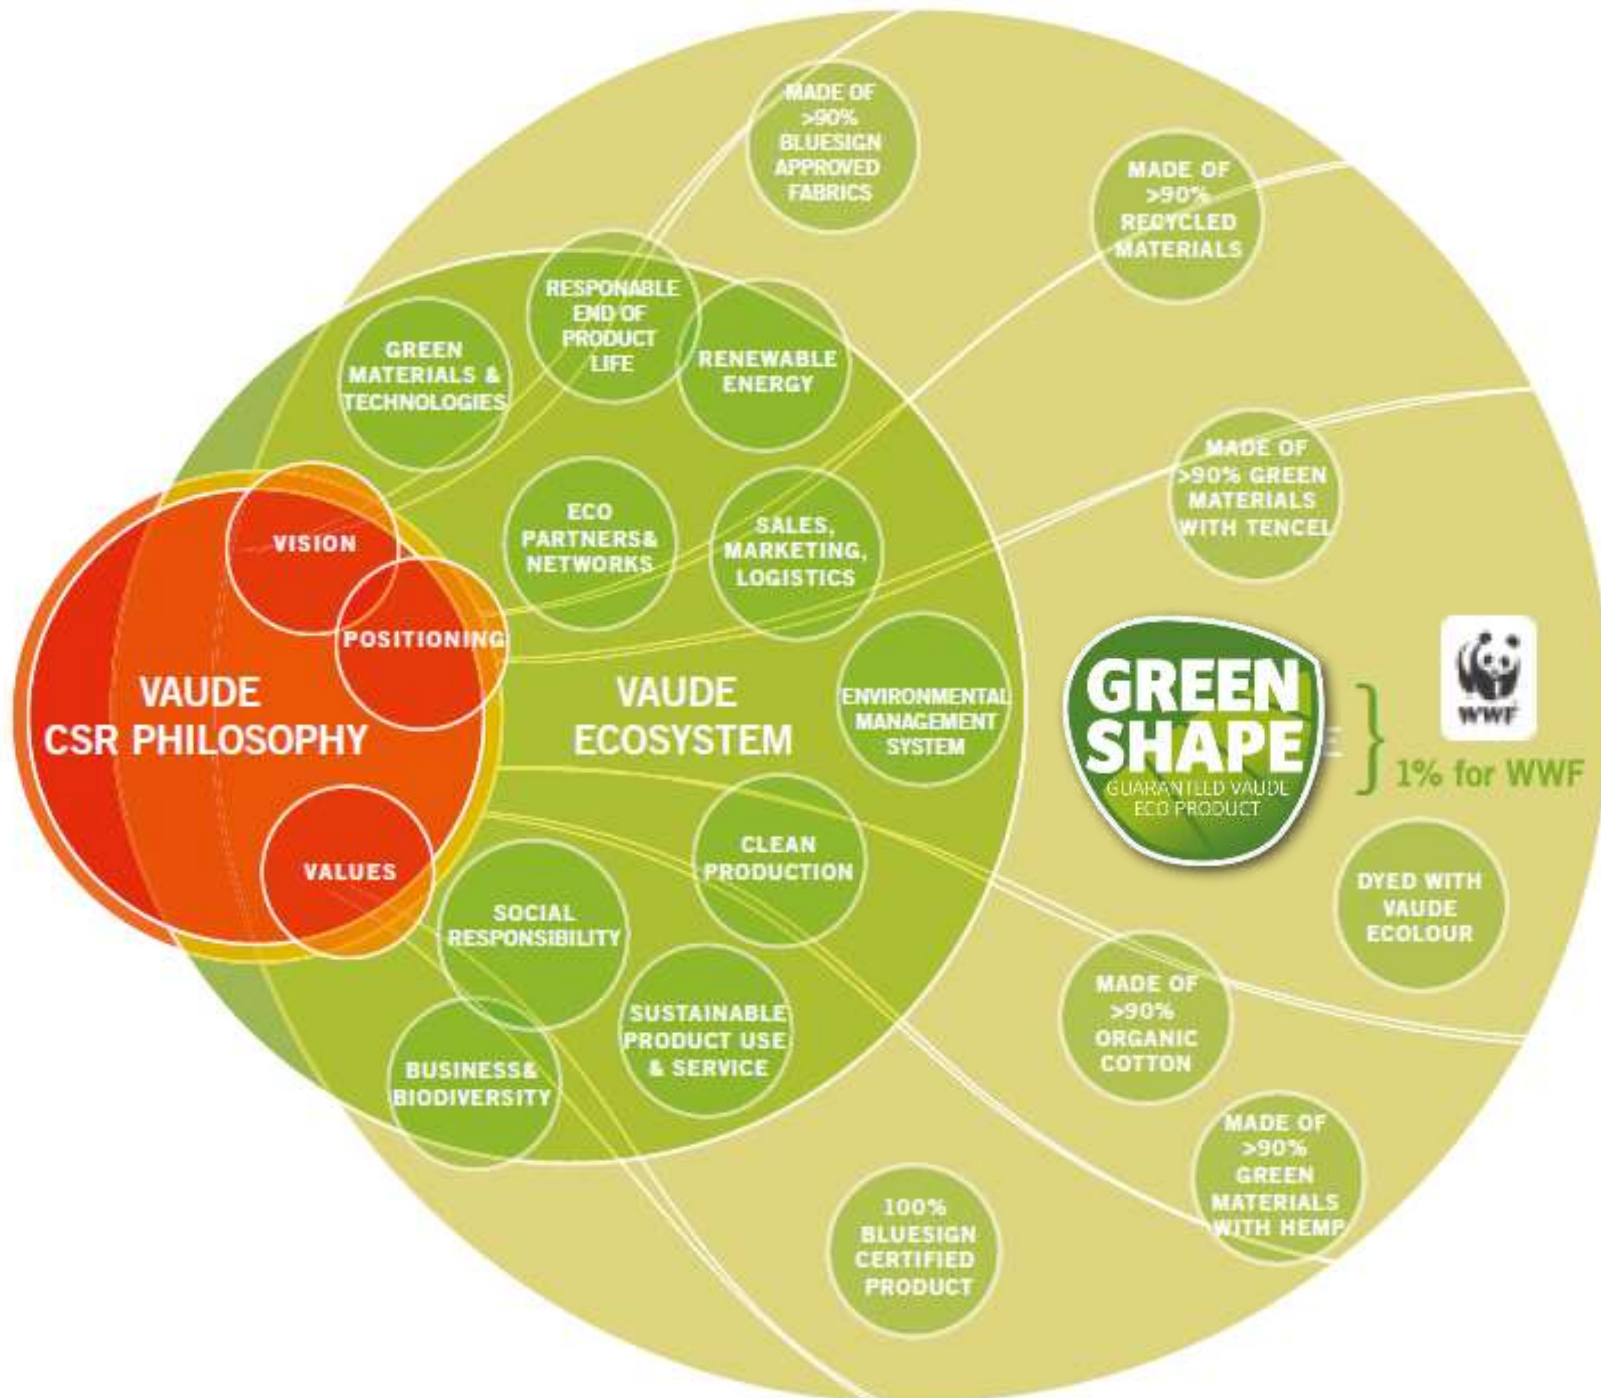 MADE OF
>90%
BLUESIGN
APPROVED
FABRICS
MADE OF
>90%
RECYCLED
MATERIALS
RESPONABLE
END OF
PRODUCT
LIFE
GREEN
MATERIALS &
TECHNOLOGIES
RENEWABLE
ENERGY
MADE OF
>90% GREEN
MATERIALS
WITH TENCEL
ECO
PARTNERS&
NETWORKS
SALES,
MARKETING,
LOGISTICS
VISION
POSITIONING
VAUDE
CSR PHILOSOPHY
VALUES
VAUDE
ECOSYSTEM
ENVIRONMENTAL
MANAGEMENT
SYSTEM
GREEN
SHAPE
GUARANTEED VAUDE
ECO PRODUCT
WWF
1% for WWF
CLEAN
PRODUCTION
DYED WITH
VAUDE
ECOLOUR
SOCIAL
RESPONSIBILITY
SUSTAINABLE
PRODUCT USE
& SERVICE
BUSINESS&
BIODIVERSITY
MADE OF
>90%
ORGANIC
COTTON
MADE OF
>90%
GREEN
MATERIALS
WITH HEMP
100%
BLUESIGN
CERTIFIED
PRODUCT